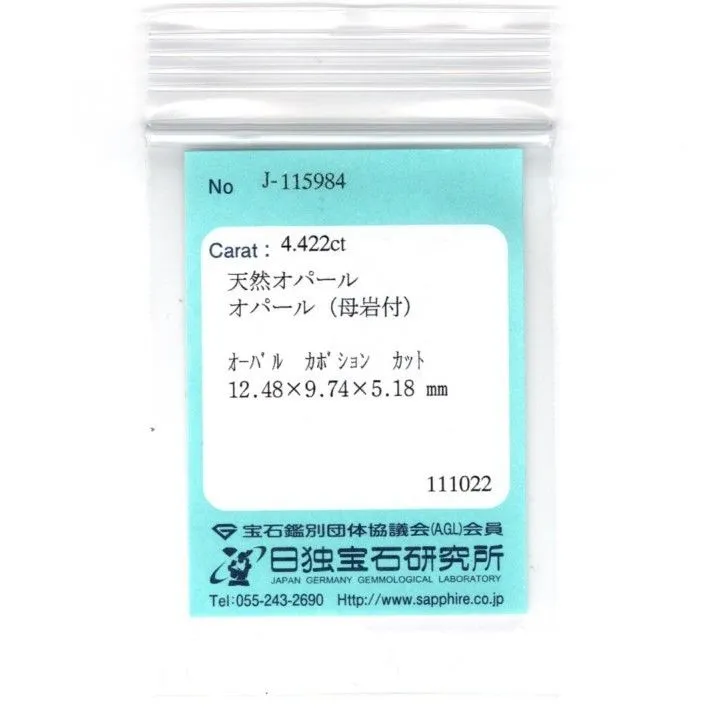 No J-115984
Carat : 4.422ct
天然オパール
オパール（母岩付）
ｵｰﾊﾞﾙ ｶﾎﾞｼｮﾝ ｶｯﾄ
12.48×9.74×5.18 mm
111022
宝石鑑別団体協議会(AGL)会員
日独宝石研究所
JAPAN GERMANY GEMMOLOGICAL LABORATORY
Tel:055-243-2690 Http://www.sapphire.co.jp